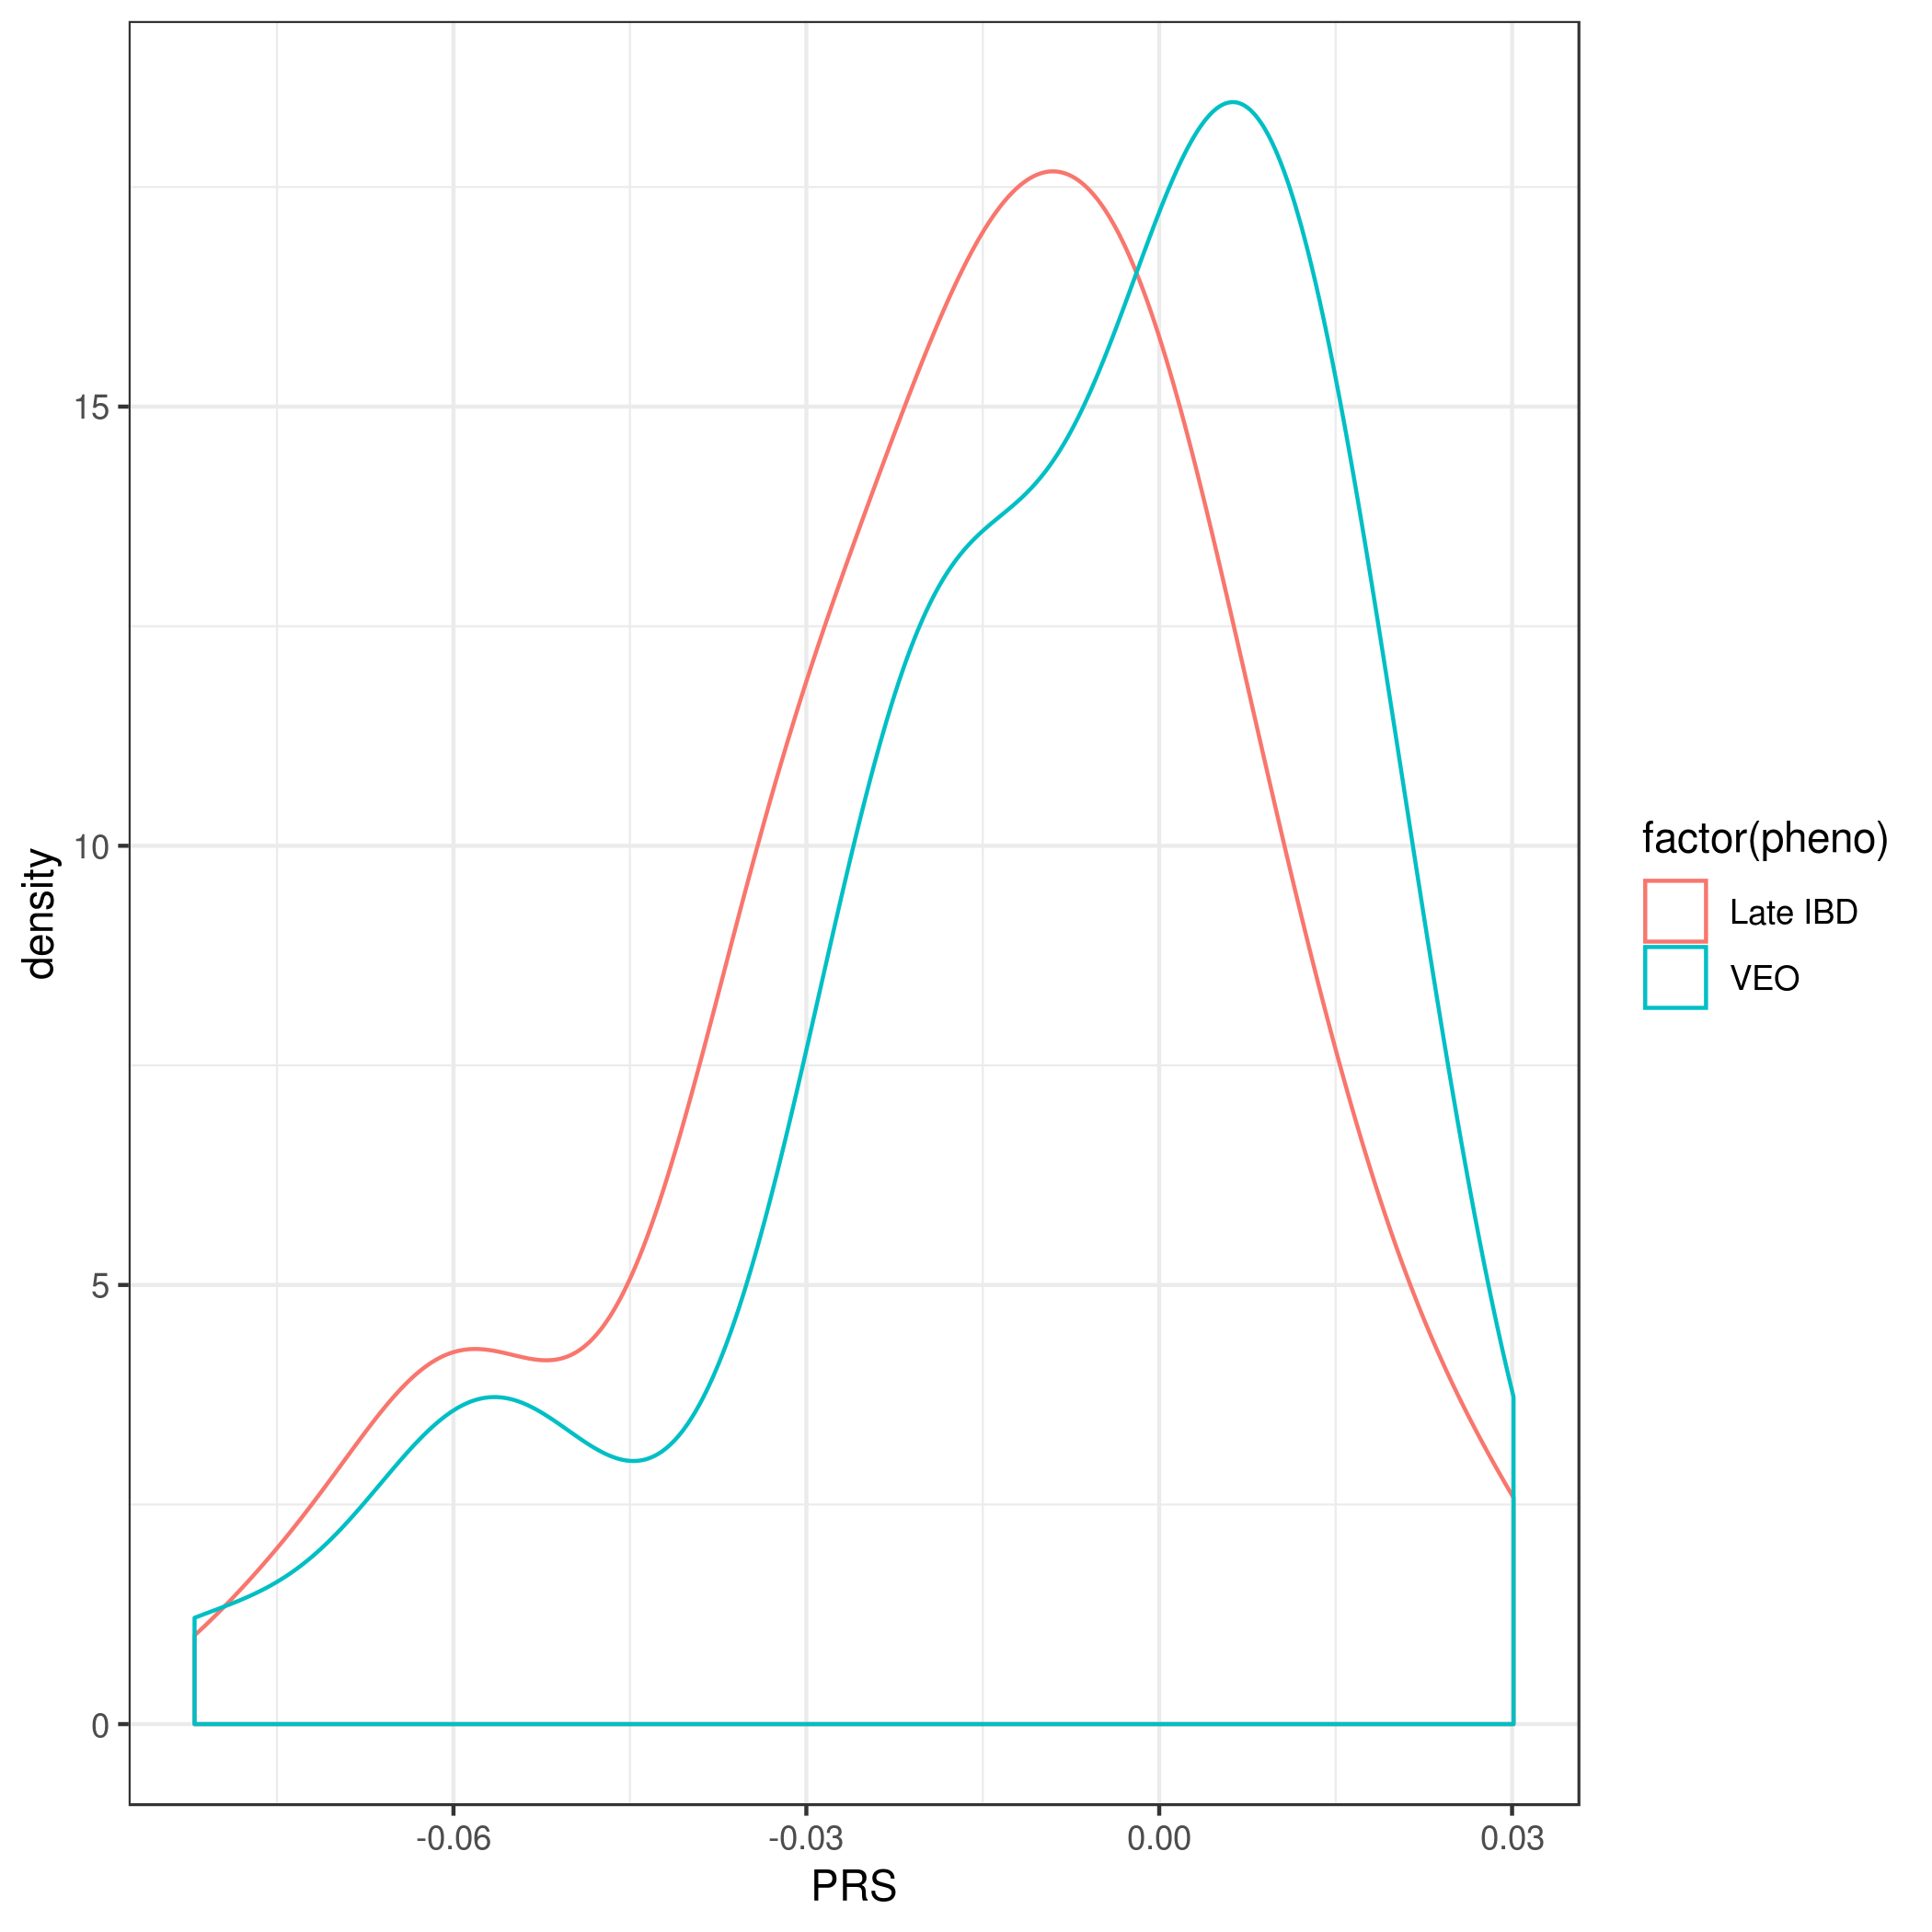 15
10
5
0
density
-0.06 -0.03 0.00 0.03
PRS
factor(pheno)
Late IBD
VEO